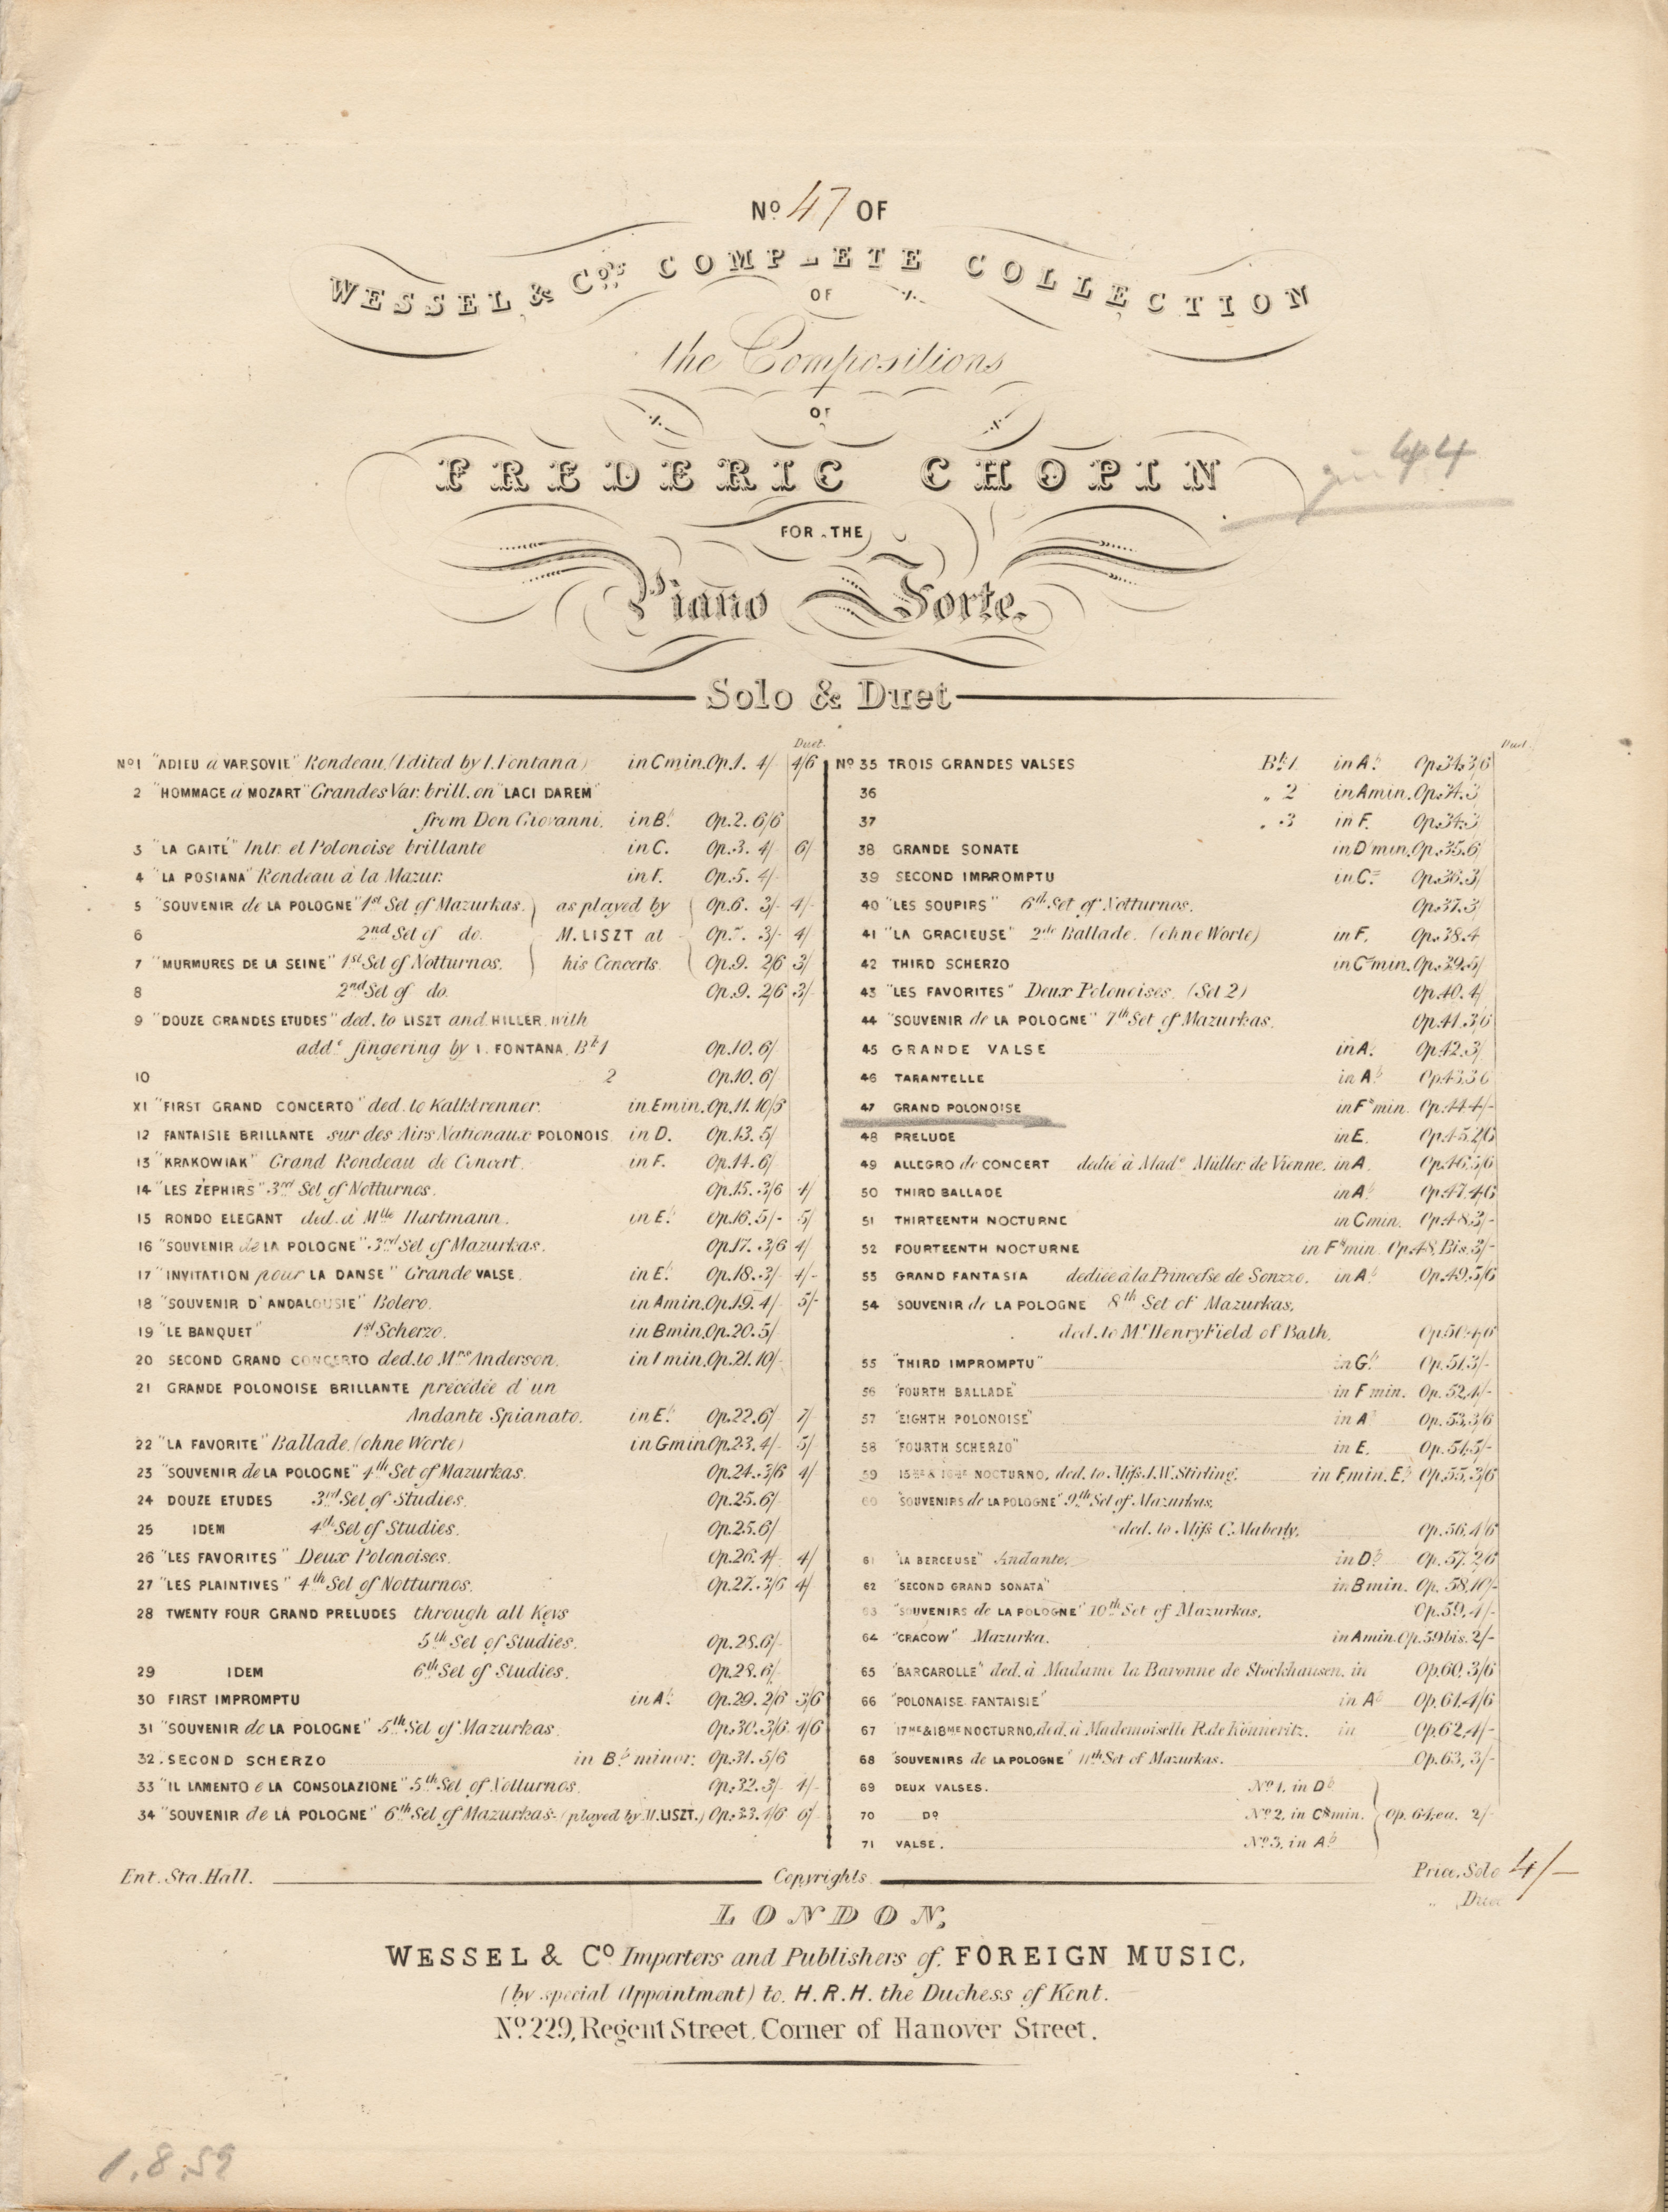 No 47 OF
WESSEL & Co's COMPLETE COLLECTION
OF
the Compositions
OF
FREDERIC CHOPIN
44
FOR THE
Piano Forte.
Solo & Duet
Duet.
No 1 "ADIEU a VARSOVIE" Rondeau (Edited by I. Fontana) in C min. Op. 1. 4/ 4/6
2 "HOMMAGE a MOZART" Grandes Var. brill. on "LACI DAREM"
from Don Giovanni. in B♭. Op. 2. 6/6
3 "LA GAITÉ" Intr. et Polonoise brillante in C. Op. 3. 4/ 6/
4 "LA POSIANA" Rondeau à la Mazur. in F. Op. 5. 4/-
5 "SOUVENIR de LA POLOGNE" 1st Set of Mazurkas. as played by Op. 6. 3/- 4/-
6 2nd Set of do. M. LISZT at Op. 7. 3/- 4/
7 "MURMURES DE LA SEINE" 1st Set of Notturnos. his Concerts. Op. 9. 2/6 3/
8 2nd Set of do. Op. 9. 2/6 3/-
9 "DOUZE GRANDES ETUDES" ded. to LISZT and HILLER. with
add.l fingering by I. FONTANA. Bk 1 Op. 10. 6/
10 2 Op. 10. 6/
XI "FIRST GRAND CONCERTO" ded. to Kalkbrenner. in E min. Op. 11. 10/6
12 FANTAISIE BRILLANTE sur des Airs Nationaux POLONOIS. in D. Op. 13. 5/
13 "KRAKOWIAK" Grand Rondeau de Concert. in F. Op. 14. 6/
14 "LES ZEPHIRS" 3rd Set of Notturnos. Op. 15. 3/6 4/
15 RONDO ELEGANT ded. à Mlle Hartmann. in E♭. Op. 16. 5/- 5/
16 "SOUVENIR de LA POLOGNE" 3rd Set of Mazurkas. Op. 17. 3/6 4/
17 "INVITATION pour LA DANSE" Grande VALSE. in E♭. Op. 18. 3/ 4/-
18 "SOUVENIR D'ANDALOUSIE" Bolero. in A min. Op. 19. 4/ 5/-
19 "LE BANQUET" 1st Scherzo. in B min. Op. 20. 5/
20 SECOND GRAND CONCERTO ded. to Mrs Anderson. in F min. Op. 21. 10/-
21 GRANDE POLONOISE BRILLANTE précédée d'un
Andante Spianato. in E♭. Op. 22. 6/ 7/
22 "LA FAVORITE" Ballade. (ohne Worte) in G min Op. 23. 4/- 5/
23 "SOUVENIR de LA POLOGNE" 4th Set of Mazurkas. Op. 24. 3/6 4/
24 DOUZE ETUDES 3rd Set of Studies. Op. 25. 6/
25 IDEM 4th Set of Studies. Op. 25. 6/
26 "LES FAVORITES" Deux Polonoises. Op. 26. 4/ 4/
27 "LES PLAINTIVES" 4th Set of Notturnos. Op. 27. 3/6 4/
28 TWENTY FOUR GRAND PRELUDES through all Keys
5th Set of Studies. Op. 28. 6/
29 IDEM 6th Set of Studies. Op. 28. 6/
30 FIRST IMPROMPTU in A♭. Op. 29. 2/6 3/6
31 "SOUVENIR de LA POLOGNE" 5th Set of Mazurkas. Op. 30. 3/6 4/6
32. SECOND SCHERZO in B♭ minor. Op. 31. 5/6
33 "IL LAMENTO e LA CONSOLAZIONE" 5th Set of Notturnos. Op. 32. 3/- 4/-
34 "SOUVENIR de LA POLOGNE" 6th Set of Mazurkas. (played by M. LISZT.) Op. 33. 4/6 6/
Duet.
No 35 TROIS GRANDES VALSES Bk 1. in A♭. Op. 34. 3/6
36 " 2 in A min. Op. 34. 3
37 " 3 in F. Op. 34. 3/
38 GRANDE SONATE in D min. Op. 35. 6/
39 SECOND IMPROMPTU in C. Op. 36. 3/
40 "LES SOUPIRS" 6th Set of Notturnos. Op. 37. 3
41 "LA GRACIEUSE" 2de Ballade. (ohne Worte) in F. Op. 38. 4
42 THIRD SCHERZO in C# min. Op. 39. 5/
43 "LES FAVORITES" Deux Polonoises. (Set 2) Op. 40. 4/
44 "SOUVENIR de LA POLOGNE" 7th Set of Mazurkas. Op. 41. 3/6
45 GRANDE VALSE in A♭. Op. 42. 3/
46 TARANTELLE in A♭ Op. 43. 3/6
47 GRAND POLONOISE in F# min. Op. 44. 4/-
48 PRELUDE in E. Op. 45. 2/6
49 ALLEGRO de CONCERT dedié à Made Müller de Vienne. in A. Op. 46. 5/6
50 THIRD BALLADE in A♭ Op. 47. 4/6
51 THIRTEENTH NOCTURNE in C min. Op. 48. 3/-
52 FOURTEENTH NOCTURNE in F# min. Op. 48. Bis. 3/-
53 GRAND FANTASIA dediée à la Princesse de Souzzo. in A♭ Op. 49. 5/6
54 SOUVENIR de LA POLOGNE 8th Set of Mazurkas.
ded. to Mr Henry Field of Bath. Op. 50. 4/6
55 "THIRD IMPROMPTU" in G♭ Op. 51. 3/-
56 "FOURTH BALLADE" in F min. Op. 52. 4/-
57 "EIGHTH POLONOISE" in A♭ Op. 53. 3/6
58 "FOURTH SCHERZO" in E. Op. 54. 5/-
59 15me & 16me NOCTURNO, ded. to Miss J. W. Stirling. in F. min. E♭ Op. 55. 3/6
60 "SOUVENIRS de LA POLOGNE" 9th Set of Mazurkas.
ded. to Miss C. Maberly. Op. 56. 4/6
61 "LA BERCEUSE" Andante. in D♭ Op. 57. 2/6
62 "SECOND GRAND SONATA" in B min. Op. 58. 10/-
63 "SOUVENIRS de LA POLOGNE" 10th Set of Mazurkas. Op. 59. 4/-
64 "CRACOW" Mazurka. in A min. Op. 59 bis. 2/-
65 "BARCAROLLE" ded. à Madame la Baronne de Stockhausen. in Op. 60. 3/6
66 "POLONAISE FANTAISIE" in A♭ Op. 61. 4/6
67 17ME & 18ME NOCTURNO, ded. à Mademoiselle R. de Könneritz. in Op. 62. 4/-
68 "SOUVENIRS de LA POLOGNE" 11th Set of Mazurkas. Op. 63. 3/-
69 DEUX VALSES. No 1, in D♭
70 Do No 2, in C# min. Op. 64. ea. 2/-
71 VALSE. No 3, in A♭
Ent. Sta. Hall. Copyrights. Price. Solo 4/-
" Duet
LONDON,
WESSEL & Co Importers and Publishers of FOREIGN MUSIC,
(by special Appointment) to H.R.H. the Duchess of Kent.
No 229, Regent Street, Corner of Hanover Street.
1.8.59